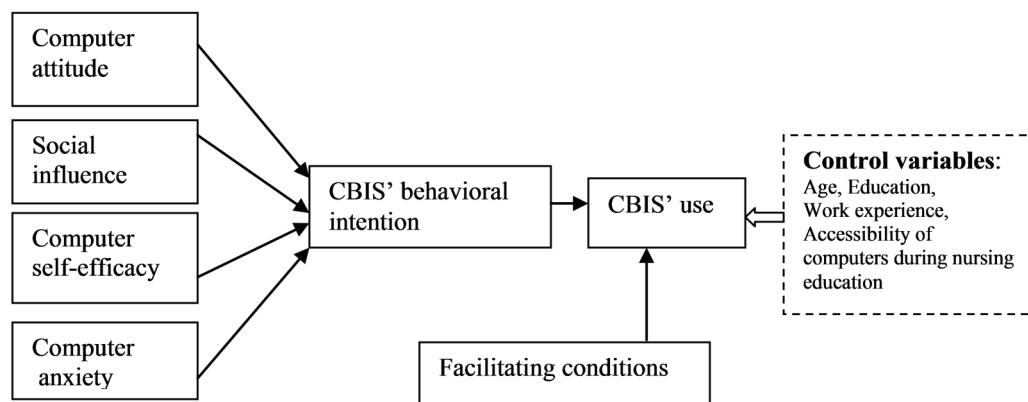 Computer
attitude
Social
influence
Computer
self-efficacy
Computer
anxiety
CBIS’ behavioral
intention
CBIS’ use
Facilitating conditions
Control variables:
Age, Education,
Work experience,
Accessibility of
computers during nursing
education